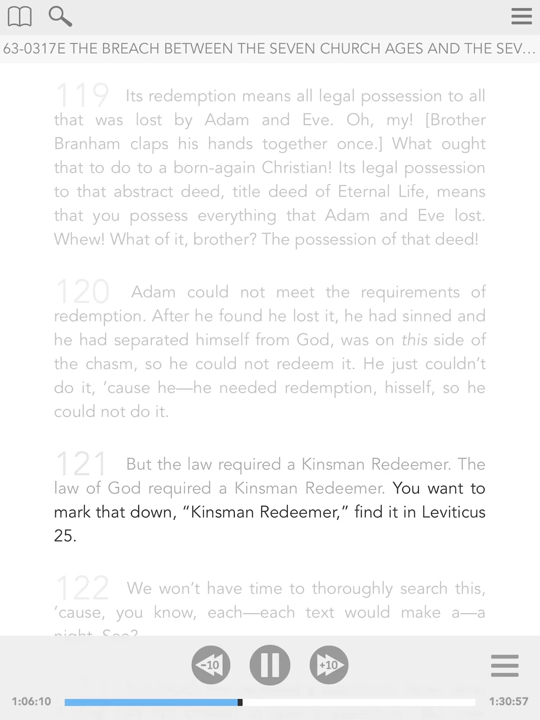 63-0317E THE BREACH BETWEEN THE SEVEN CHURCH AGES AND THE SEV...
119 Its redemption means all legal possession to all
that was lost by Adam and Eve. Oh, my! [Brother
Branham claps his hands together once.] What ought
that to do to a born-again Christian! Its legal possession
to that abstract deed, title deed of Eternal Life, means
that you possess everything that Adam and Eve lost.
Whew! What of it, brother? The possession of that deed!
120 Adam could not meet the requirements of
redemption. After he found he lost it, he had sinned and
he had separated himself from God, was on this side of
the chasm, so he could not redeem it. He just couldn’t
do it, ‘cause he—he needed redemption, hisself, so he
could not do it.
121 But the law required a Kinsman Redeemer. The
law of God required a Kinsman Redeemer. You want to
mark that down, “Kinsman Redeemer,” find it in Leviticus
25.
122 We won’t have time to thoroughly search this,
‘cause, you know, each—each text would make a—a
night. See?
-10 +10
1:06:10 1:30:57